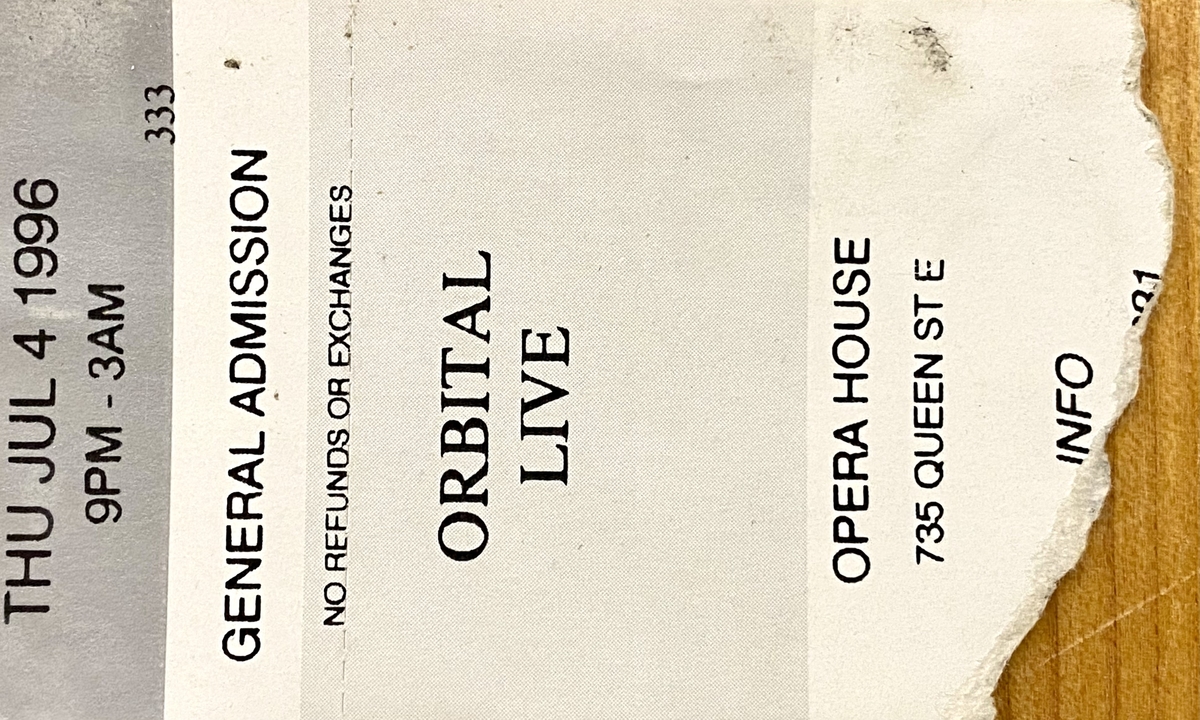 THU JUL 4 1996
9PM - 3AM
333
GENERAL ADMISSION
NO REFUNDS OR EXCHANGES
ORBITAL
LIVE
OPERA HOUSE
735 QUEEN ST E
INFO